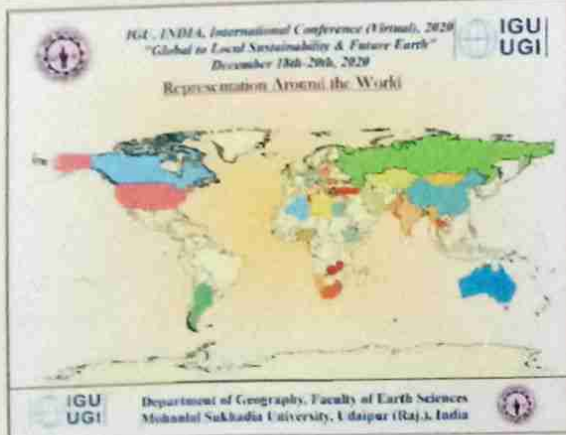 IGU, INDIA, International Conference (Virtual), 2020
"Global to Local Sustainability & Future Earth"
December 18th-20th, 2020
Representation Around the World
IGU
UGI
IGU
UGI
Department of Geography, Faculty of Earth Sciences
Mohanlal Sukhadia University, Udaipur (Raj.), India